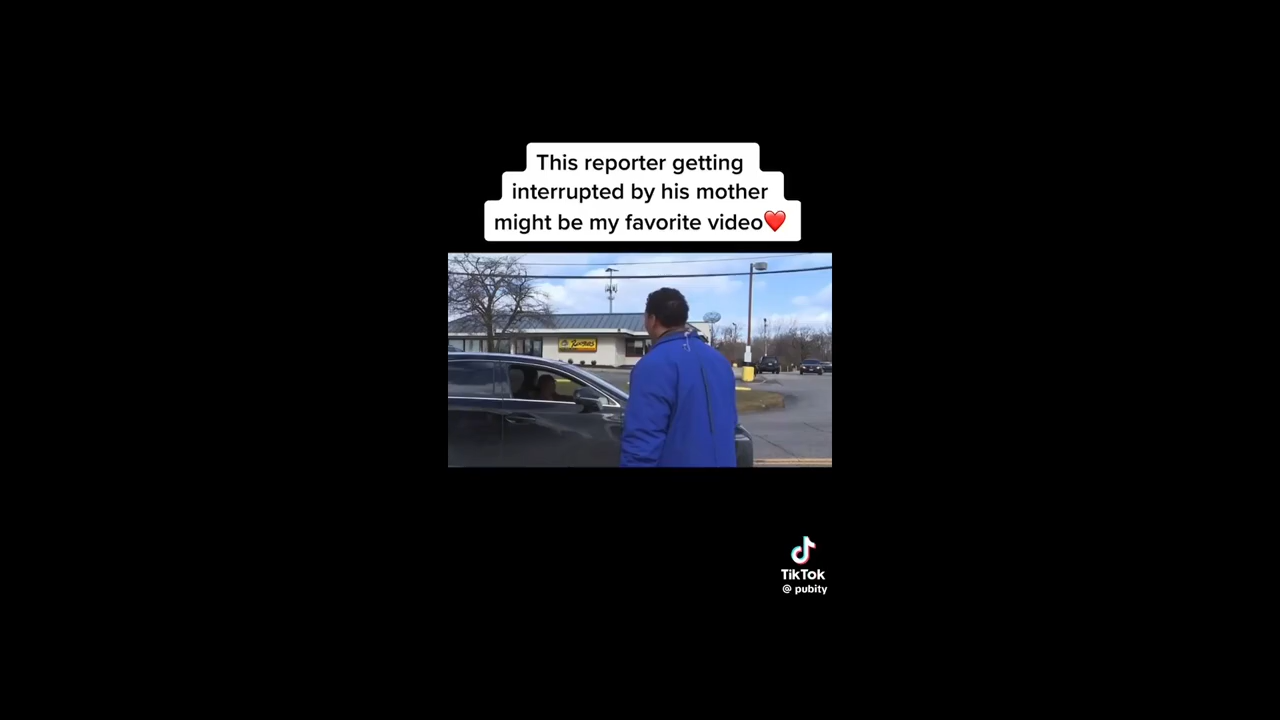 This reporter getting
interrupted by his mother
might be my favorite video❤️
TikTok
@ pubity